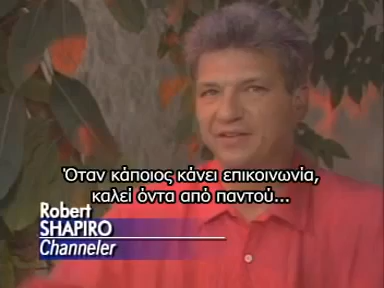 Όταν κάποιος κάνει επικοινωνία,
καλεί όντα από παντού...
Robert
SHAPIRO
Channeler